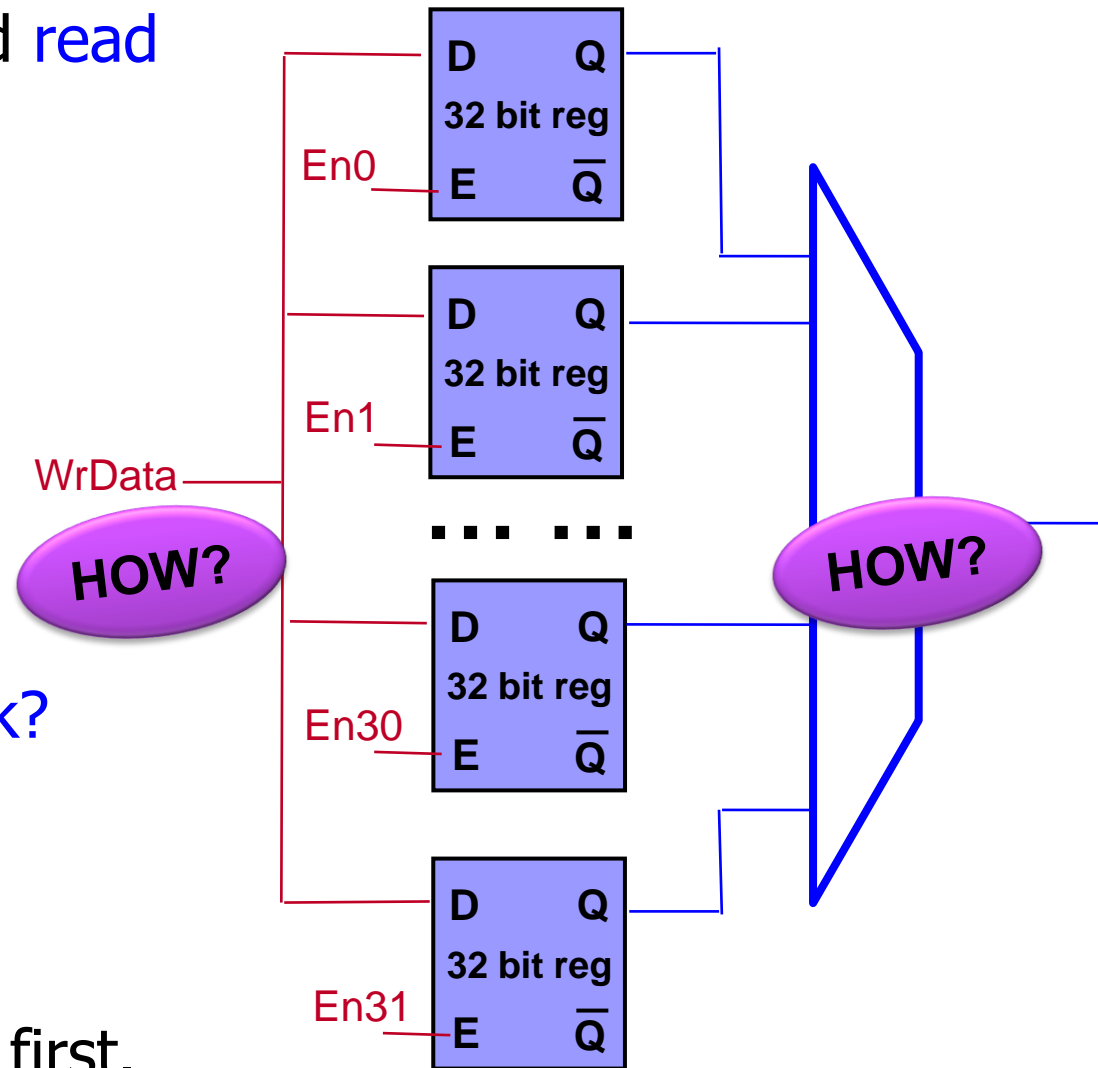 read
D Q
32 bit reg
En0
E Q̅
D Q
32 bit reg
En1
E Q̅
WrData
... ...
HOW?
HOW?
D Q
32 bit reg
k?
En30
E Q̅
D Q
32 bit reg
En31
E Q̅
first.